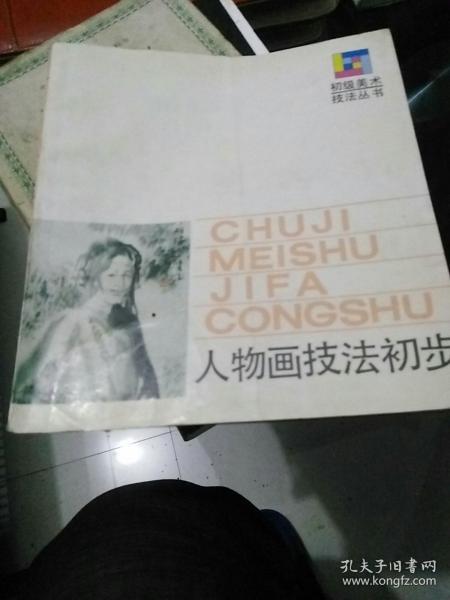 初级美术
技法丛书
CHUJI
MEISHU
JIFA
CONGSHU
人物画技法初步
孔夫子旧书网
www.kongfz.com